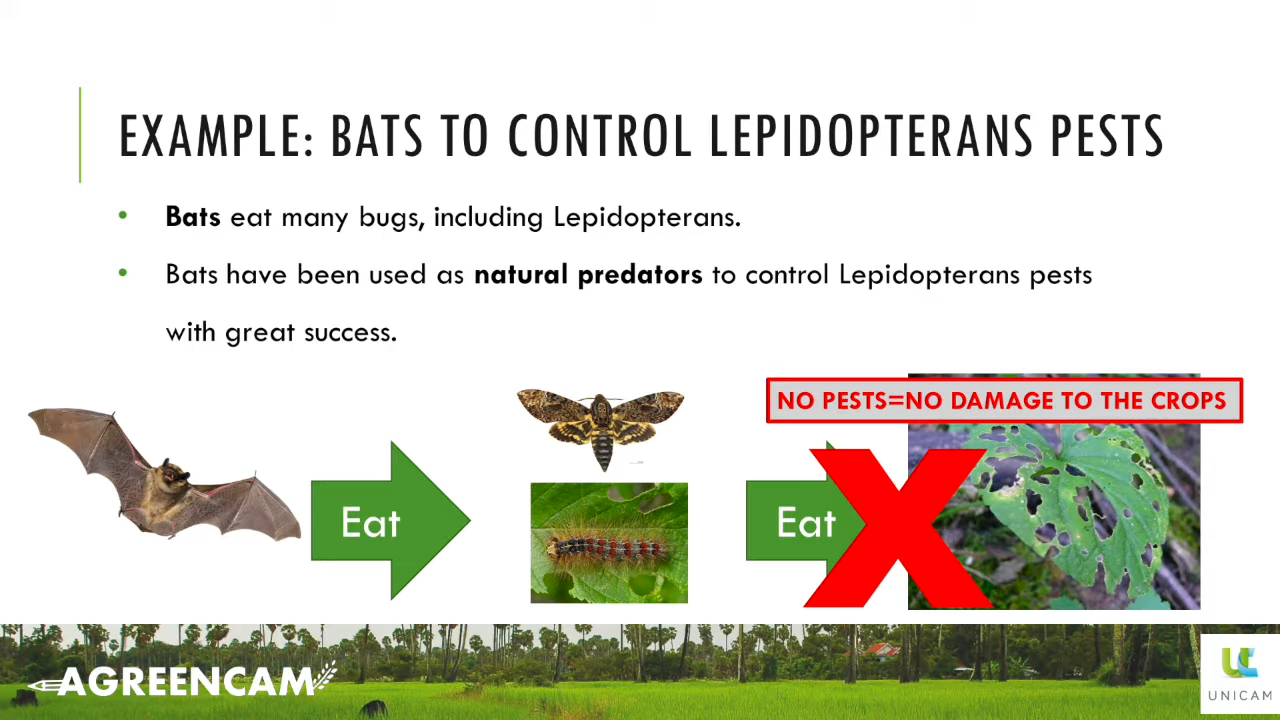 EXAMPLE: BATS TO CONTROL LEPIDOPTERANS PESTS
• Bats eat many bugs, including Lepidopterans.
• Bats have been used as natural predators to control Lepidopterans pests
with great success.
NO PESTS=NO DAMAGE TO THE CROPS
Eat
Eat
X
AGREENCAM
UC
UNICAM